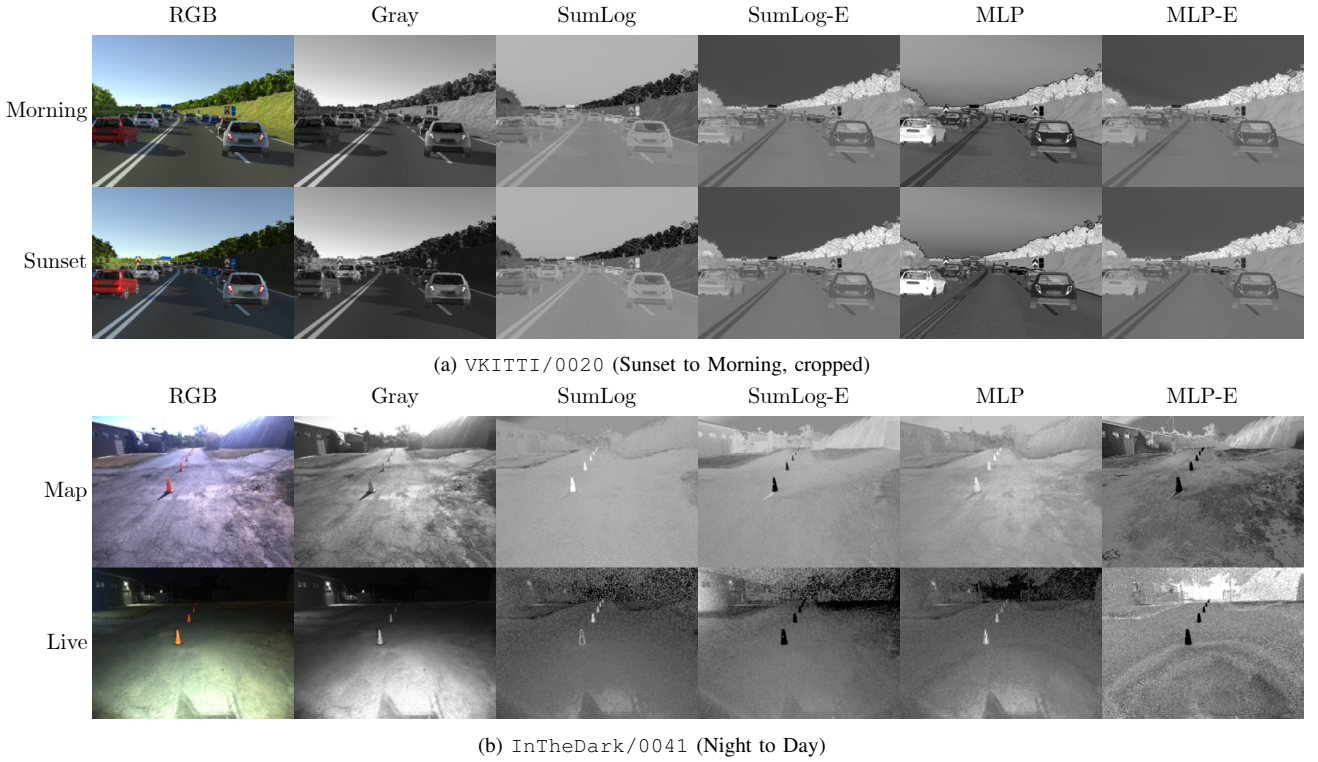 RGB Gray SumLog SumLog-E MLP MLP-E
Morning
Sunset
(a) VKITTI/0020 (Sunset to Morning, cropped)
RGB Gray SumLog SumLog-E MLP MLP-E
Map
Live
(b) InTheDark/0041 (Night to Day)